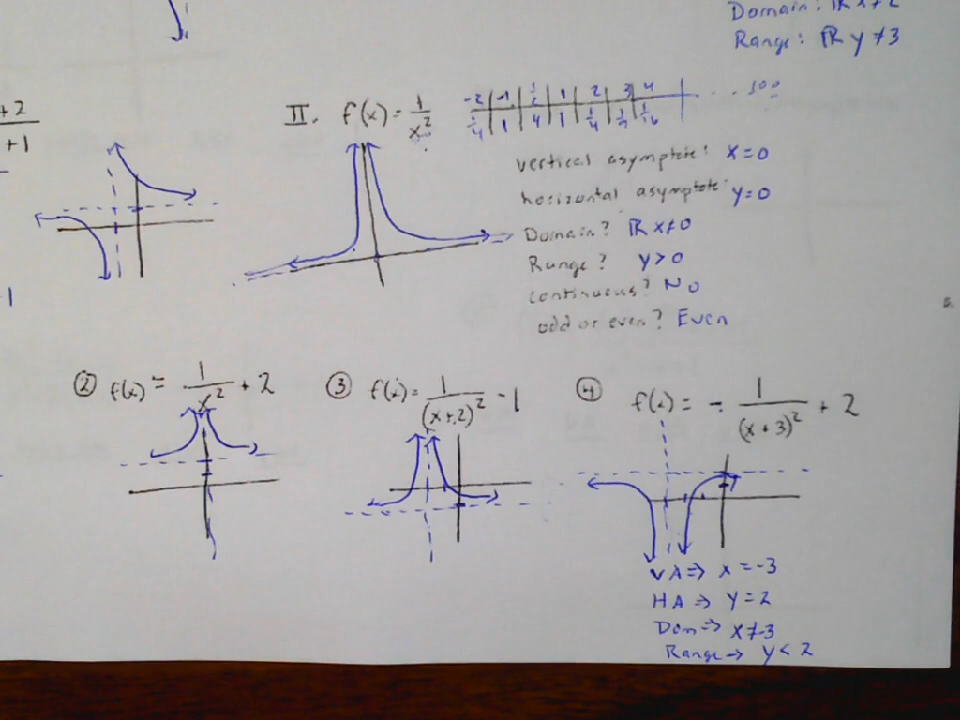 Domain: ℝ x≠2
Range: ℝ y≠3
+2
+1
II. f(x) = 1/x²
-2 | -1 | 1/2 | 1 | 2 | 3 | 4 | ... 100
1/4 | 1 | 4 | 1 | 1/4 | 1/9 | 1/16
vertical asymptote: x=0
horizontal asymptote: y=0
Domain? ℝ x≠0
Range? y>0
continuous? No
odd or even? Even
-1
② f(x) = 1/x² + 2
③ f(x) = 1/(x+2)² - 1
④ f(x) = - 1/(x+3)² + 2
VA ⇒ x = -3
HA ⇒ y = 2
Dom ⇒ x≠-3
Range → y < 2